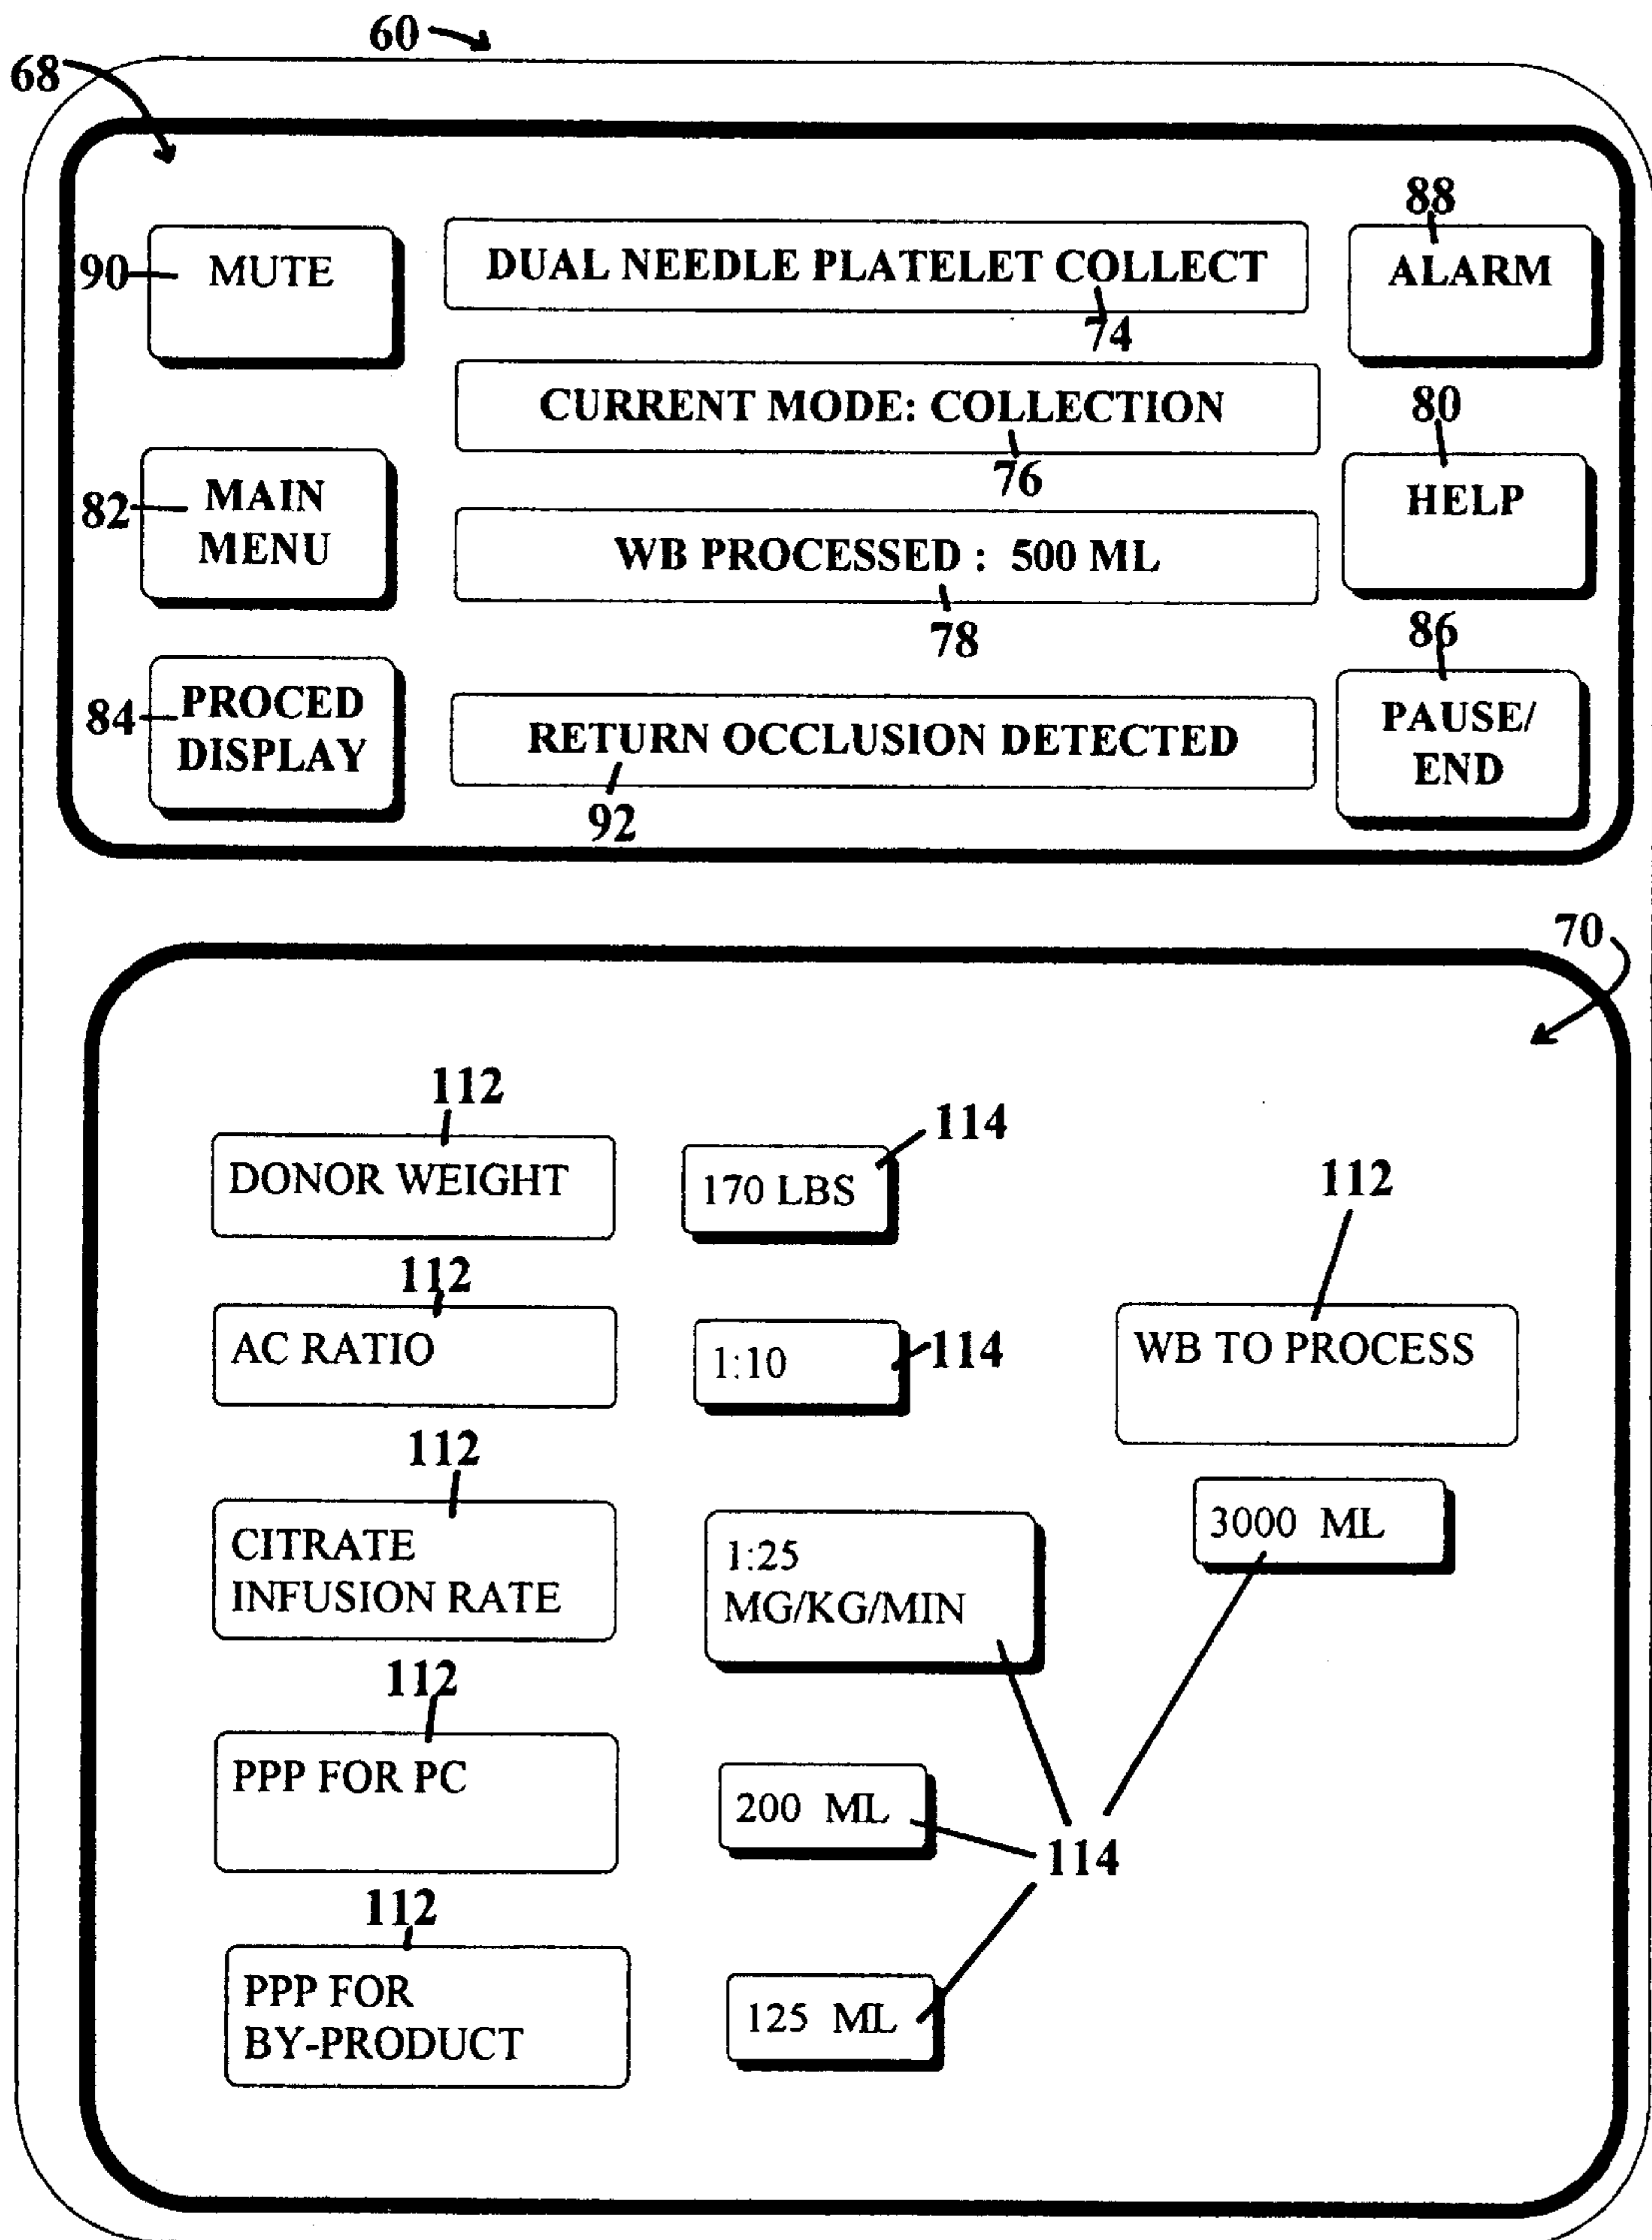 60
68
88
90
MUTE
DUAL NEEDLE PLATELET COLLECT
ALARM
74
CURRENT MODE: COLLECTION
80
76
82
MAIN
MENU
HELP
WB PROCESSED : 500 ML
78
86
84
PROCED
DISPLAY
RETURN OCCLUSION DETECTED
PAUSE/
END
92
70
112
DONOR WEIGHT
170 LBS
114
112
112
AC RATIO
1:10
114
WB TO PROCESS
112
CITRATE
INFUSION RATE
1:25
MG/KG/MIN
3000 ML
112
PPP FOR PC
200 ML
114
112
PPP FOR
BY-PRODUCT
125 ML